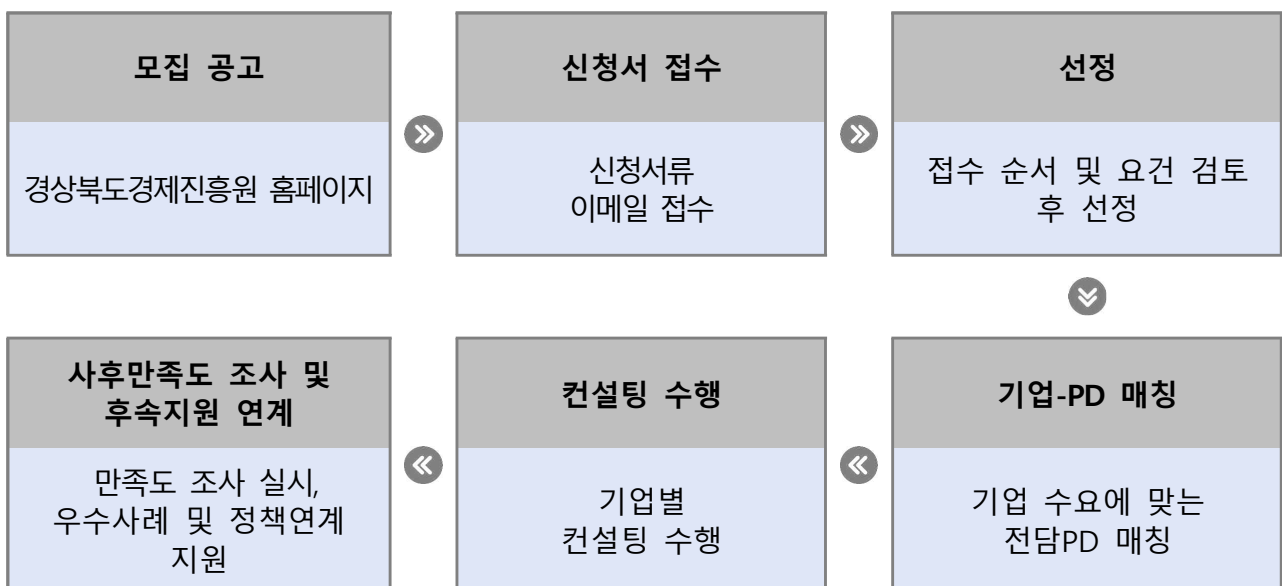 모집 공고
경상북도경제진흥원 홈페이지
신청서 접수
신청서류
이메일 접수
선정
접수 순서 및 요건 검토
후 선정
기업-PD 매칭
기업 수요에 맞는
전담PD 매칭
컨설팅 수행
기업별
컨설팅 수행
사후만족도 조사 및
후속지원 연계
만족도 조사 실시,
우수사례 및 정책연계
지원